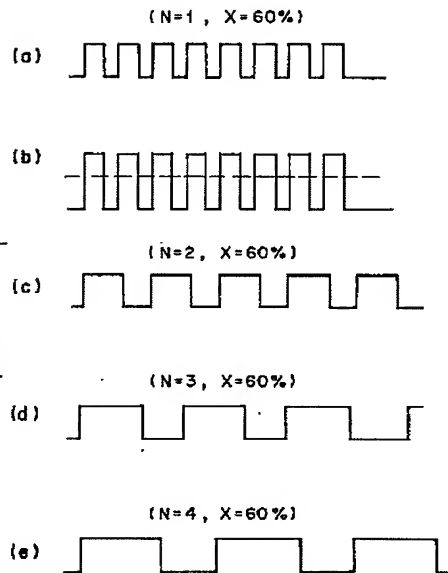 (N=1, X=60%)
(a)
(b)
(N=2, X=60%)
(c)
(N=3, X=60%)
(d)
(N=4, X=60%)
(e)